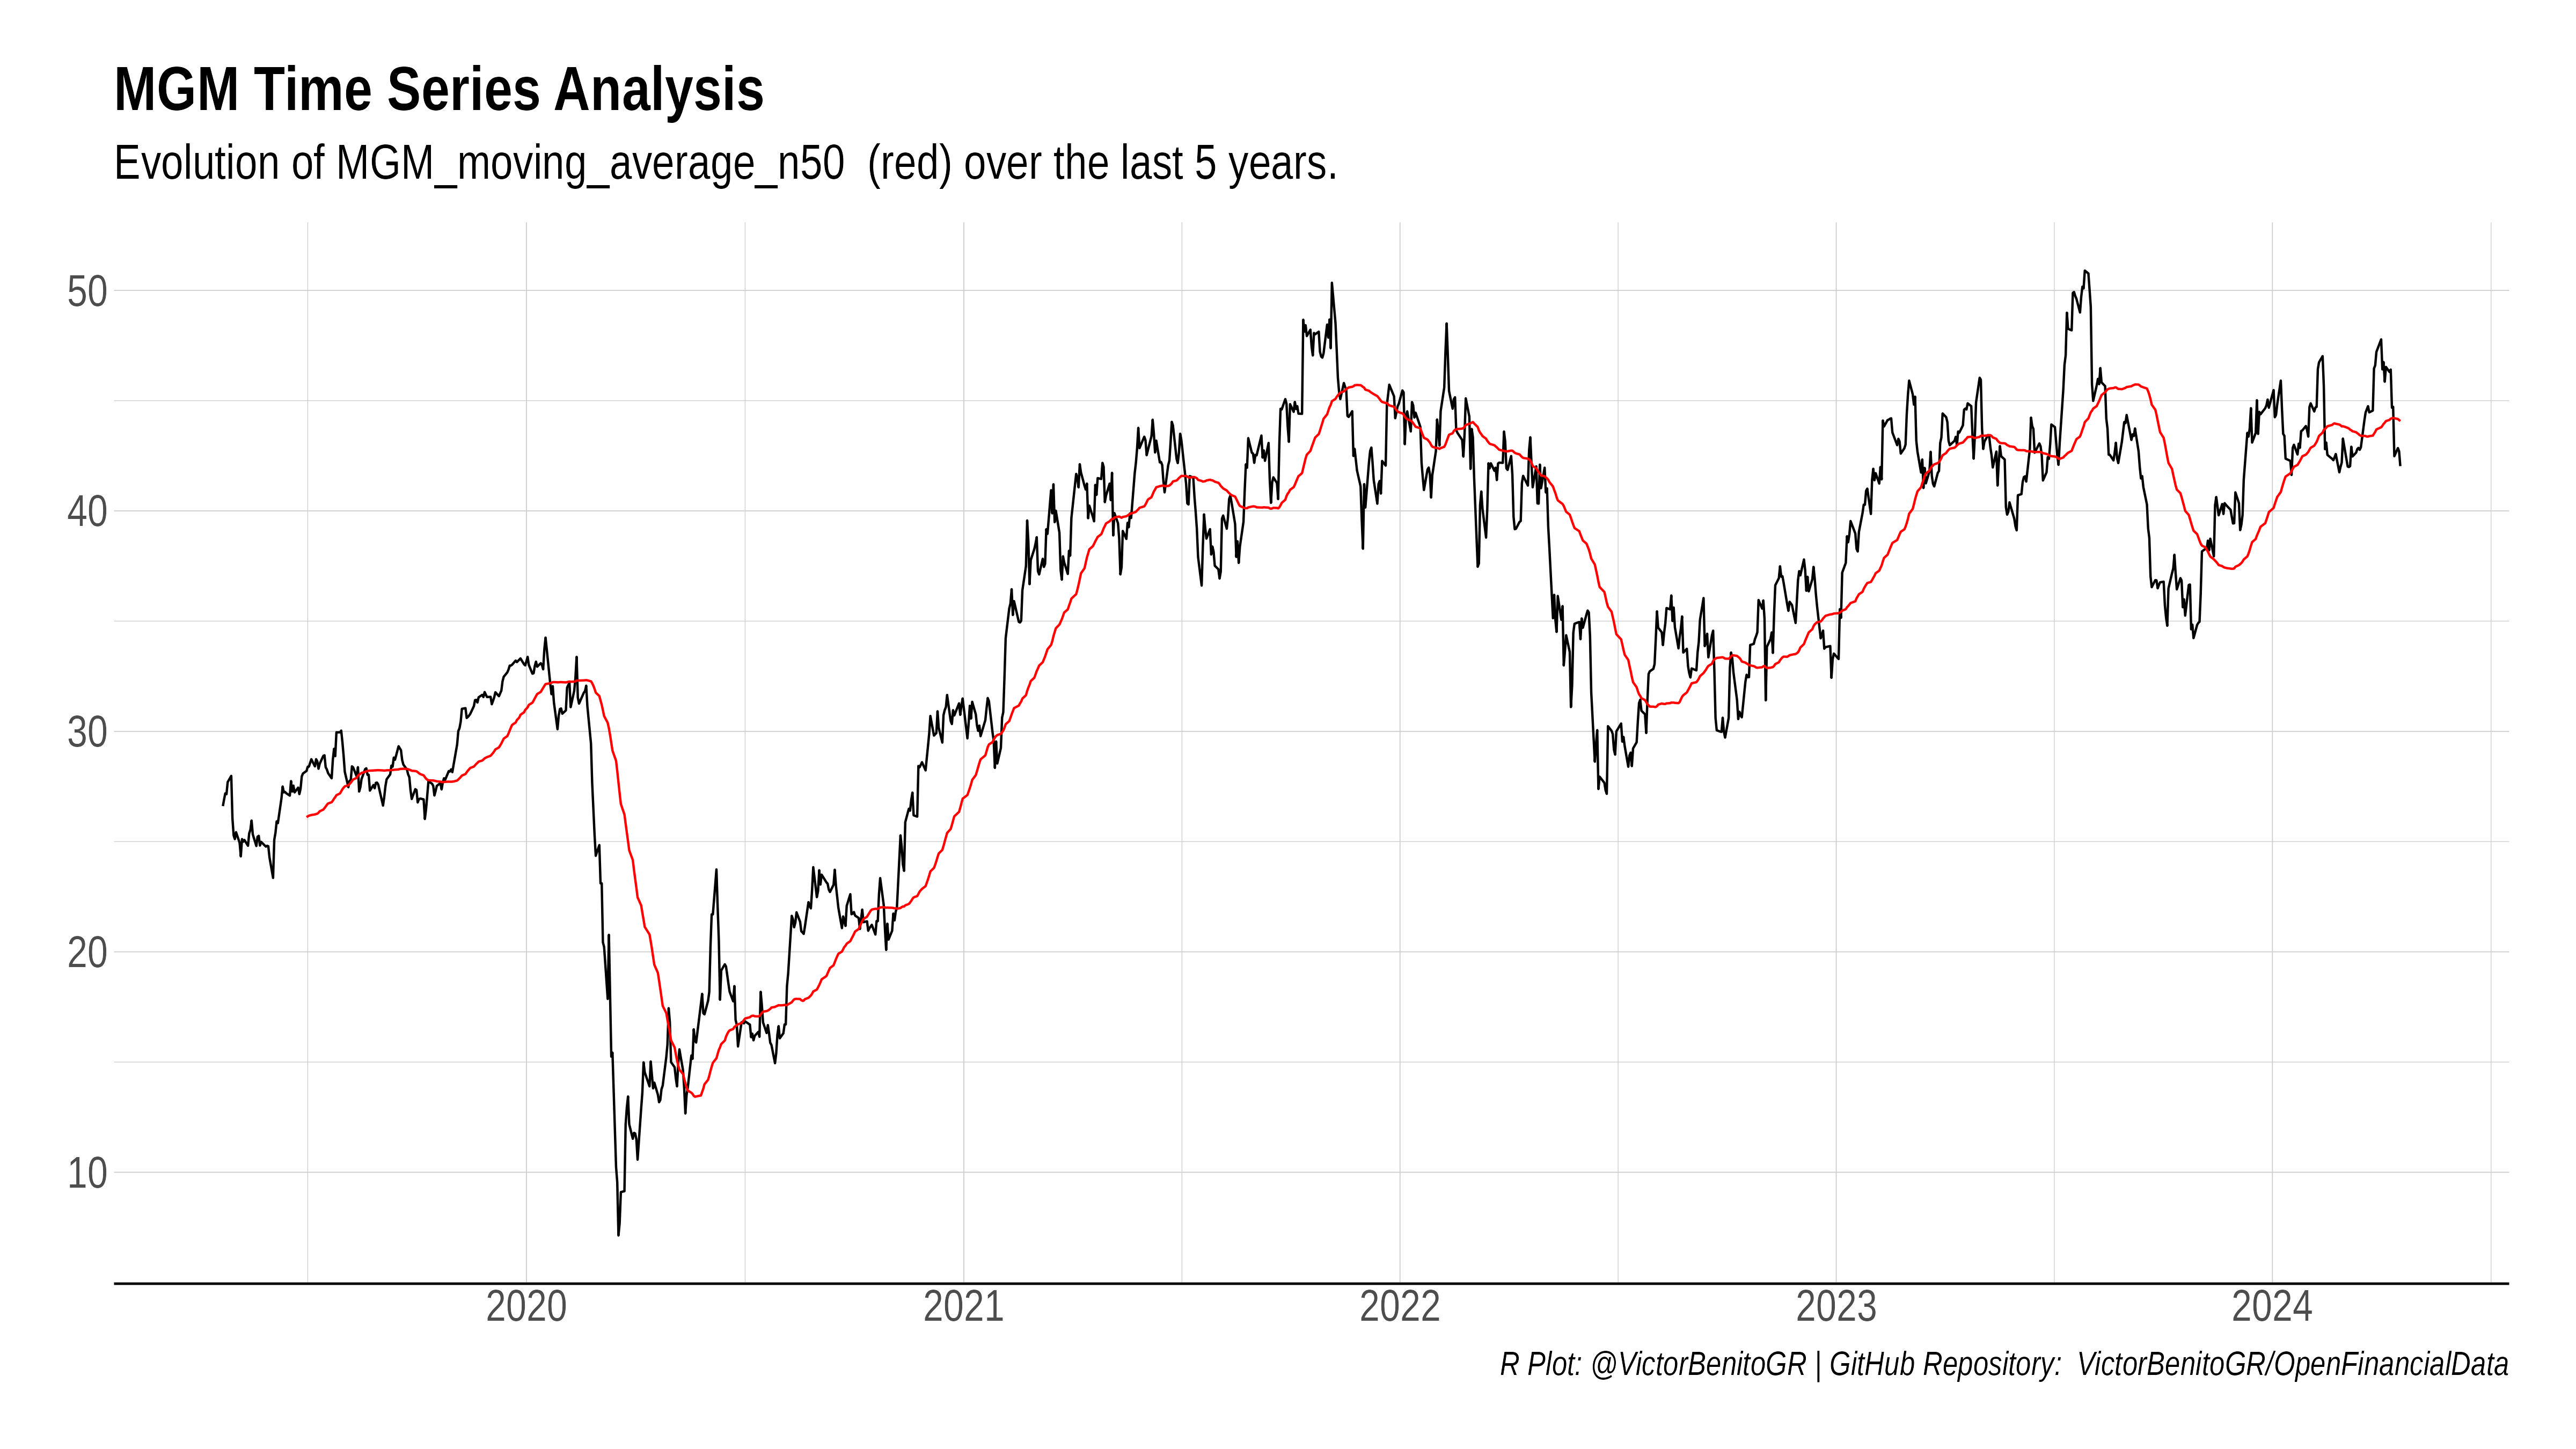 MGM Time Series Analysis
Evolution of MGM_moving_average_n50  (red) over the last 5 years.
50
40
30
20
10
2020 2021 2022 2023 2024
R Plot: @VictorBenitoGR | GitHub Repository:  VictorBenitoGR/OpenFinancialData